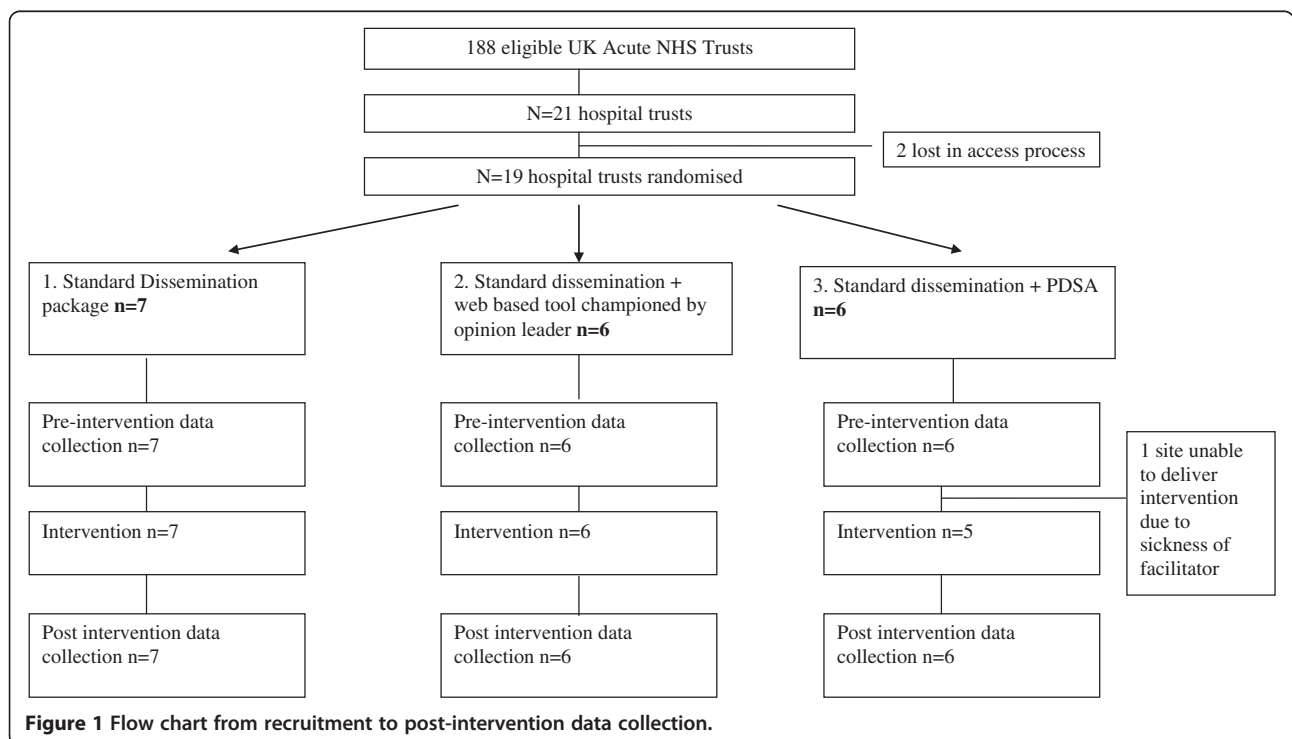 188 eligible UK Acute NHS Trusts
N=21 hospital trusts
2 lost in access process
N=19 hospital trusts randomised
1. Standard Dissemination
package n=7
2. Standard dissemination +
web based tool championed by
opinion leader n=6
3. Standard dissemination + PDSA
n=6
Pre-intervention data
collection n=7
Pre-intervention data
collection n=6
Pre-intervention data
collection n=6
1 site unable
to deliver
intervention
due to
sickness of
facilitator
Intervention n=7
Intervention n=6
Intervention n=5
Post intervention data
collection n=7
Post intervention data
collection n=6
Post intervention data
collection n=6
Figure 1 Flow chart from recruitment to post-intervention data collection.